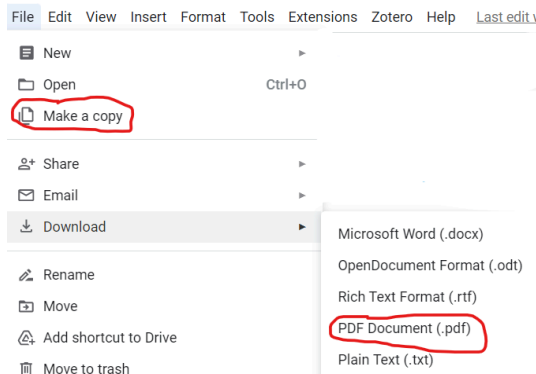 File Edit View Insert Format Tools Extensions Zotero Help Last edit
New
Open Ctrl+O
Make a copy
Share
Email
Download
Microsoft Word (.docx)
OpenDocument Format (.odt)
Rich Text Format (.rtf)
PDF Document (.pdf)
Plain Text (.txt)
Rename
Move
Add shortcut to Drive
Move to trash